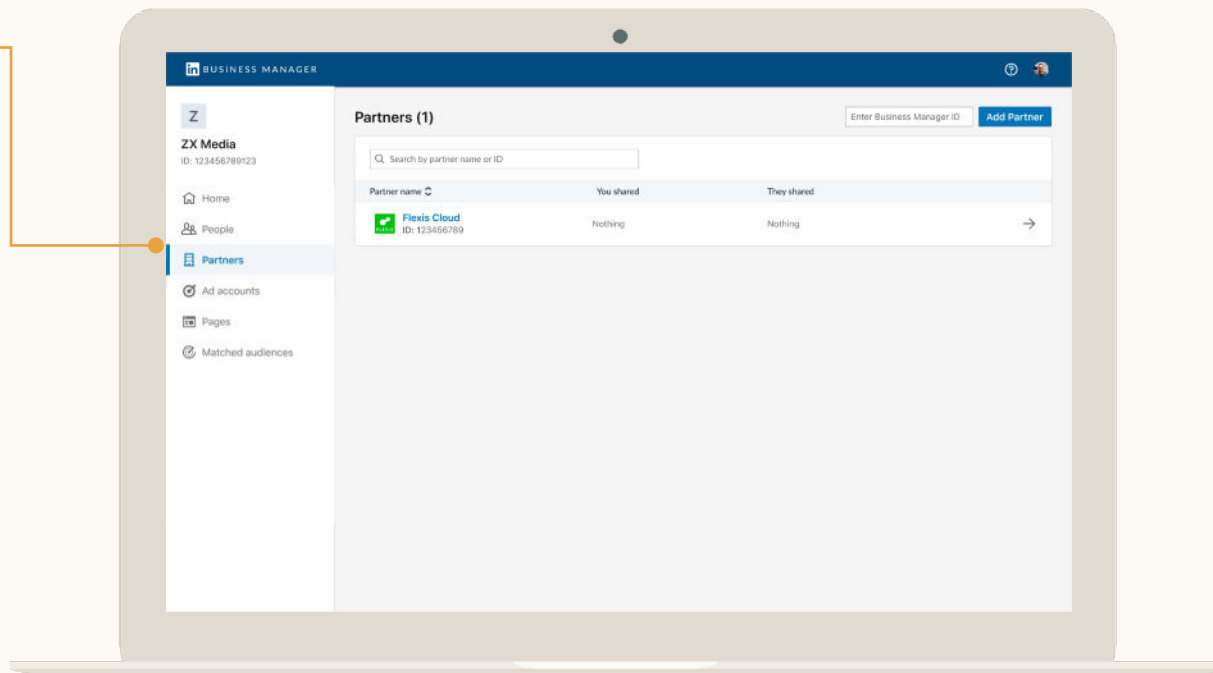 in BUSINESS MANAGER
Z
ZX Media
ID: 123456789123
Home
People
Partners
Ad accounts
Pages
Matched audiences
Partners (1)
Enter Business Manager ID
Add Partner
Search by partner name or ID
Partner name You shared They shared
Flexis Cloud
ID: 123456789
Nothing Nothing